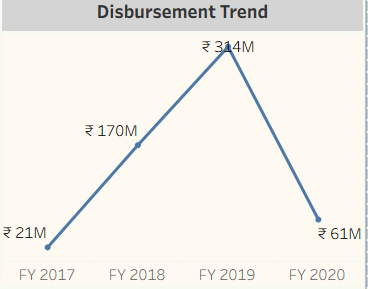 Disbursement Trend
₹ 314M
₹ 170M
₹ 21M
₹ 61M
FY 2017 FY 2018 FY 2019 FY 2020